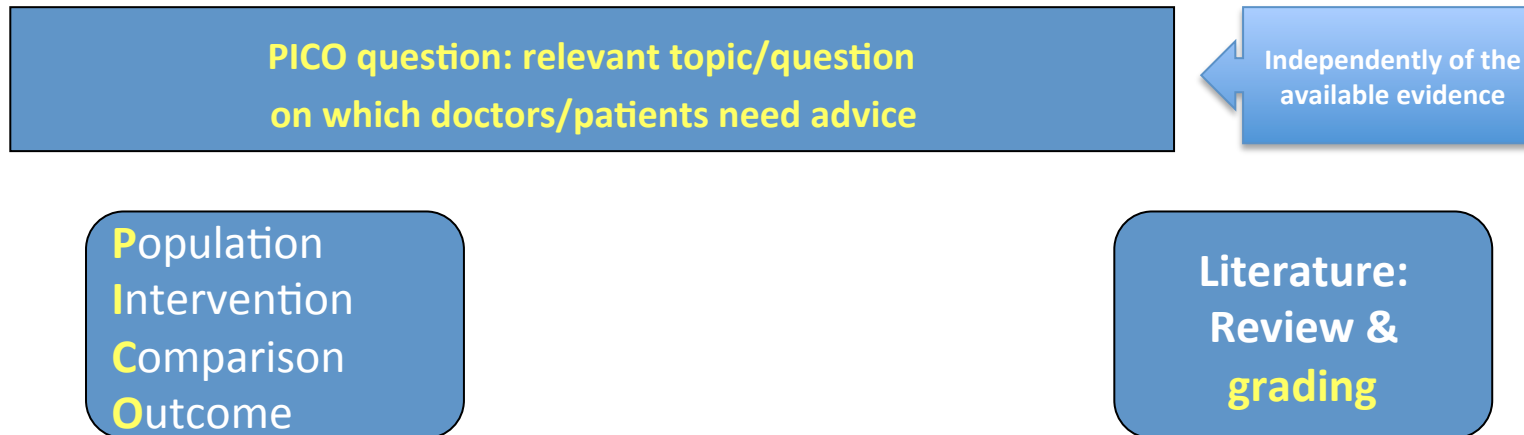 PICO question: relevant topic/question
on which doctors/patients need advice
Independently of the
available evidence
Population
Intervention
Comparison
Outcome
Literature:
Review &
grading